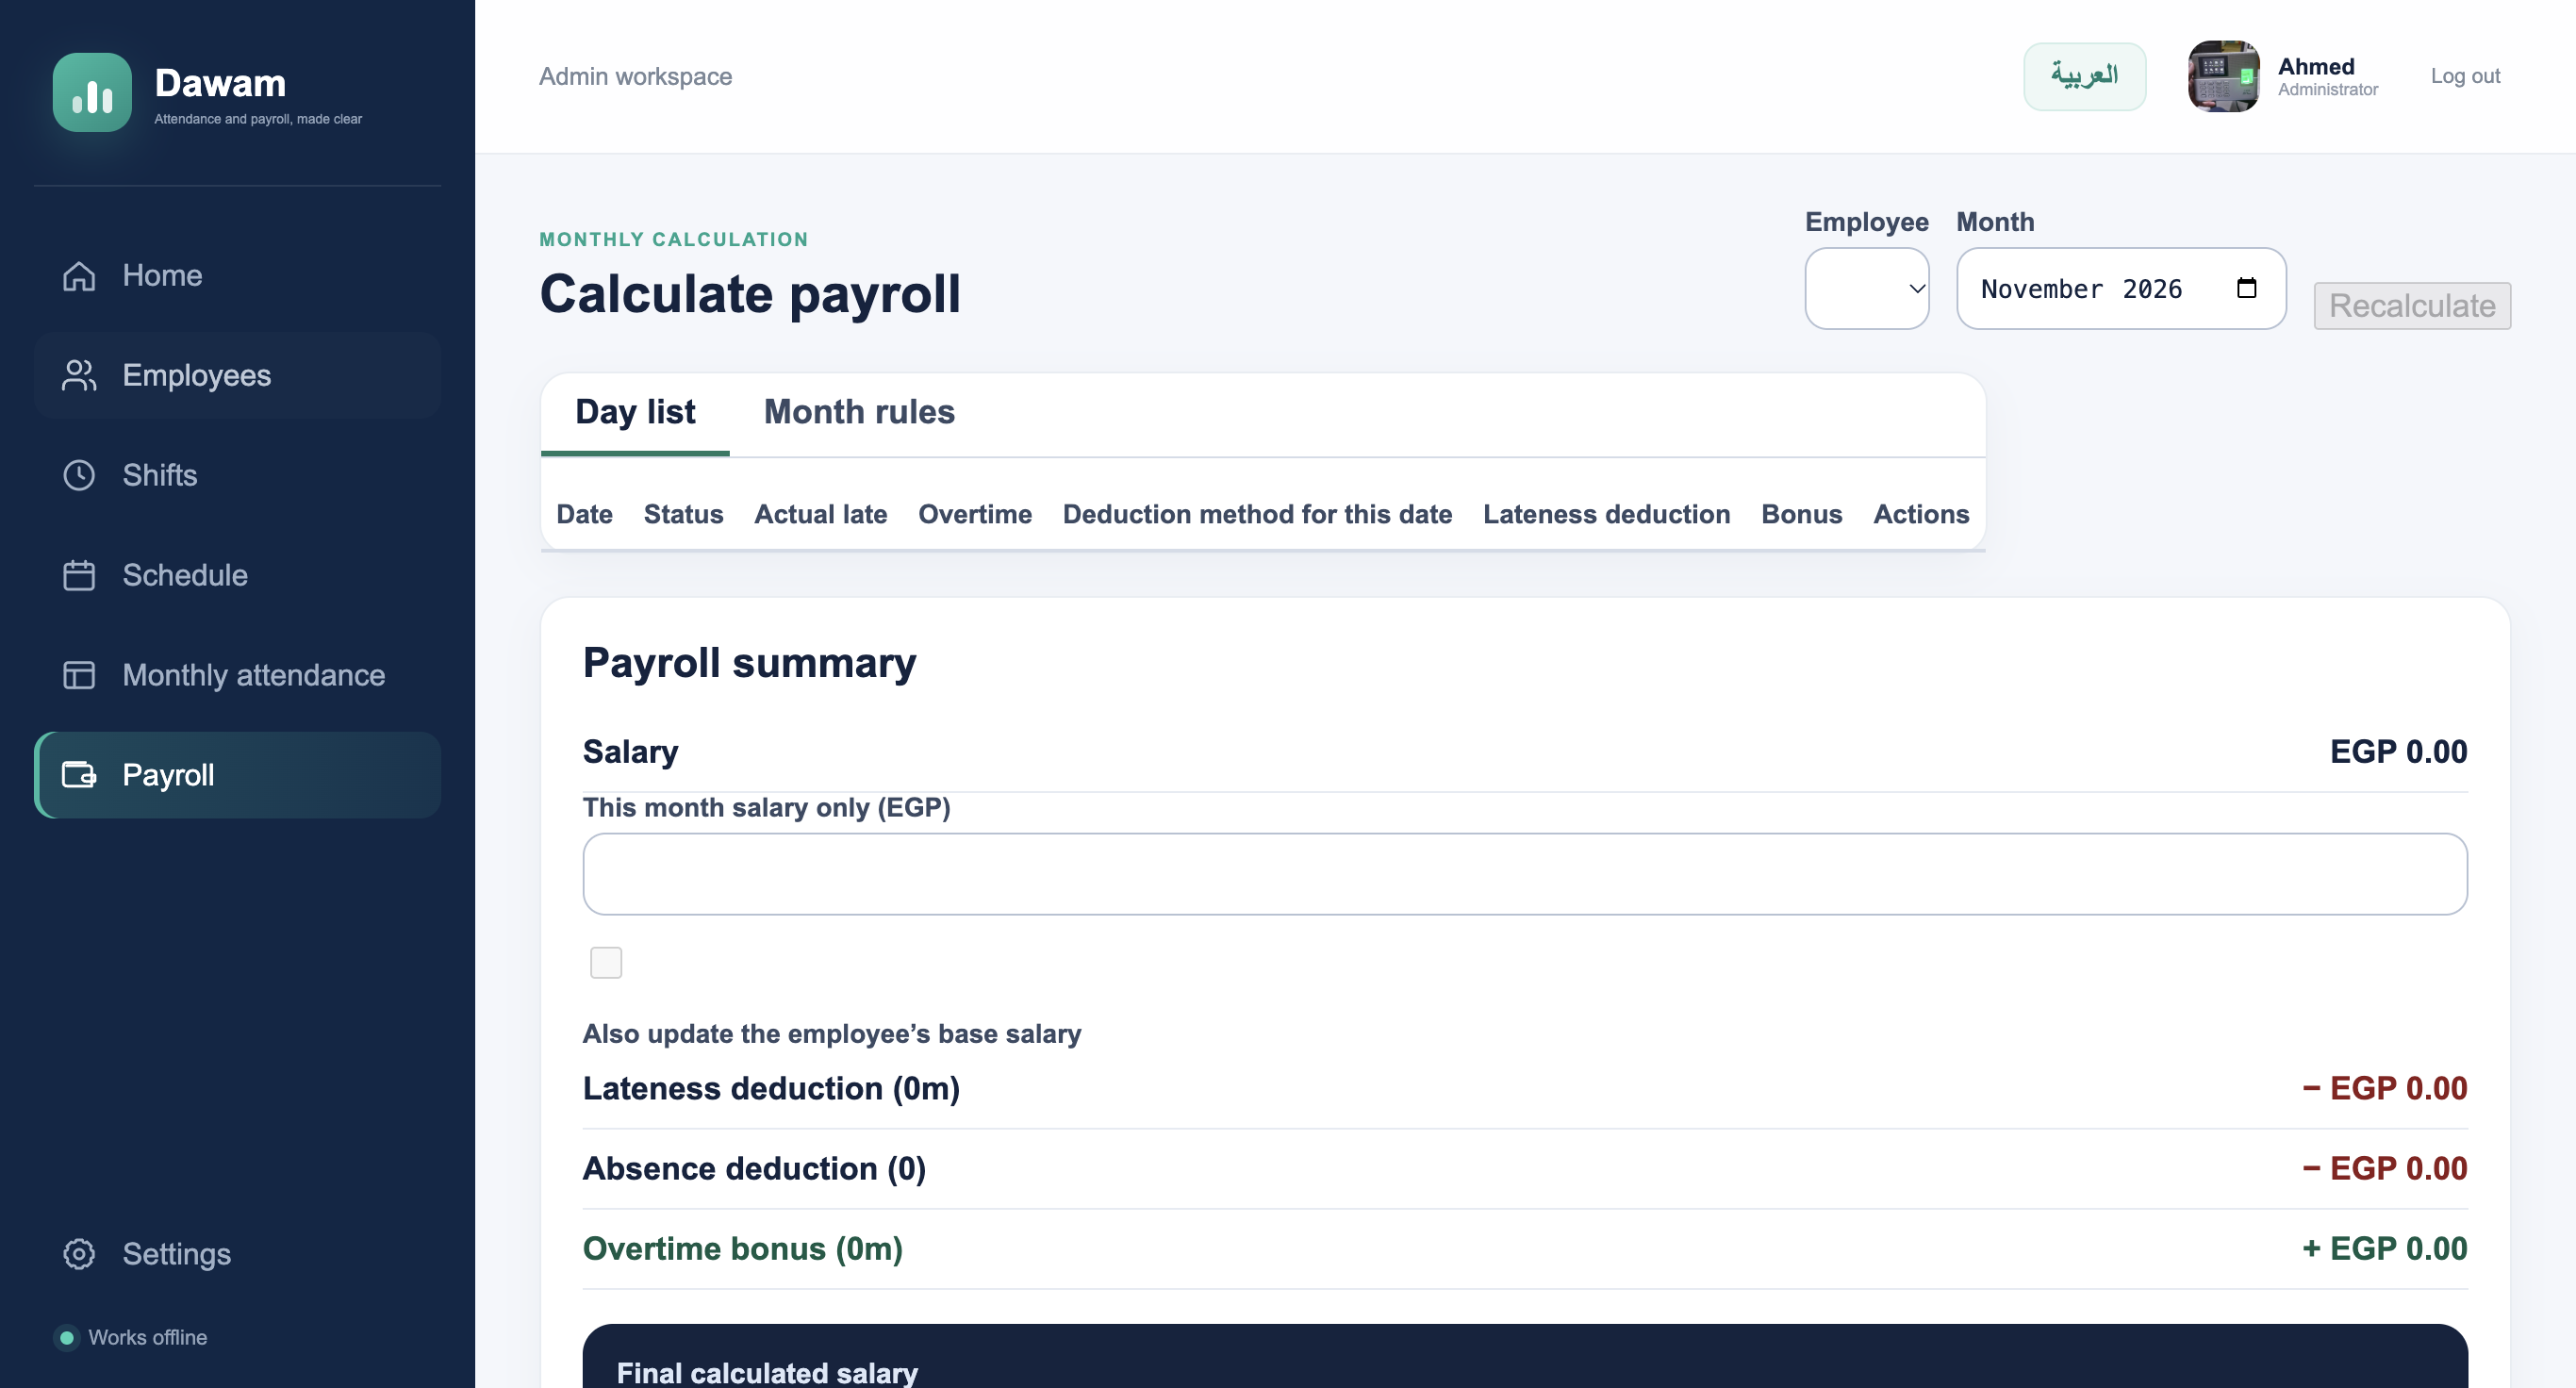 Dawam
Attendance and payroll, made clear
Home
Employees
Shifts
Schedule
Monthly attendance
Payroll
Settings
Works offline
Admin workspace
العربية
Ahmed
Administrator
Log out
MONTHLY CALCULATION
Calculate payroll
Employee
Month
November 2026
Recalculate
Day list
Month rules
Date Status Actual late Overtime Deduction method for this date Lateness deduction Bonus Actions
Payroll summary
Salary EGP 0.00
This month salary only (EGP)
Also update the employee’s base salary
Lateness deduction (0m) − EGP 0.00
Absence deduction (0) − EGP 0.00
Overtime bonus (0m) + EGP 0.00
Final calculated salary